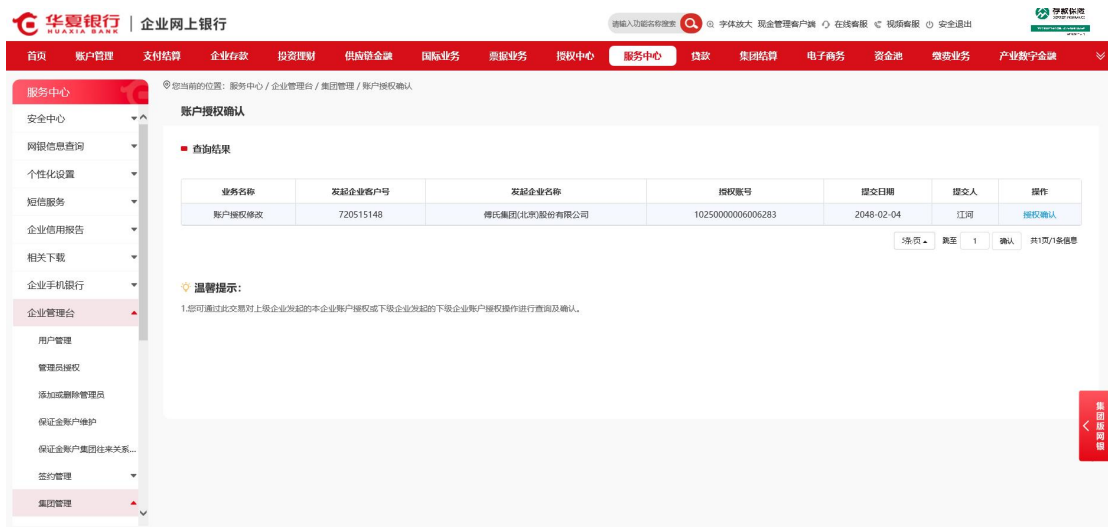 华夏银行 企业网上银行
HUAXIA BANK
请输入功能名称搜索 字体放大 现金管理客户端 在线客服 视频客服 安全退出
存款保险
首页 账户管理 支付结算 企业存款 投资理财 供应链金融 国际业务 票据业务 授权中心 服务中心 贷款 集团结算 电子商务 资金池 缴费业务 产业数字金融
服务中心
安全中心
网银信息查询
个性化设置
短信服务
企业信用报告
相关下载
企业手机银行
企业管理台
用户管理
管理员授权
添加或删除管理员
保证金账户维护
保证金账户集团往来关系...
签约管理
集团管理
您当前的位置: 服务中心 / 企业管理台 / 集团管理 / 账户授权确认
账户授权确认
查询结果
业务名称 发起企业客户号 发起企业名称 授权账号 提交日期 提交人 操作
账户授权修改 720515148 傅氏集团(北京)股份有限公司 10250000006006283 2048-02-04 江河 授权确认
5条/页 跳至 1 确认 共1页/1条信息
温馨提示:
1.您可通过此交易对上级企业发起的本企业账户授权或下级企业发起的下级企业账户授权操作进行查询及确认。
集团版网银